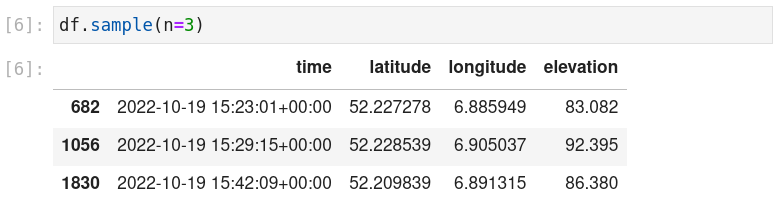 [6]: df.sample(n=3)
[6]: time latitude longitude elevation
682 2022-10-19 15:23:01+00:00 52.227278 6.885949 83.082
1056 2022-10-19 15:29:15+00:00 52.228539 6.905037 92.395
1830 2022-10-19 15:42:09+00:00 52.209839 6.891315 86.380